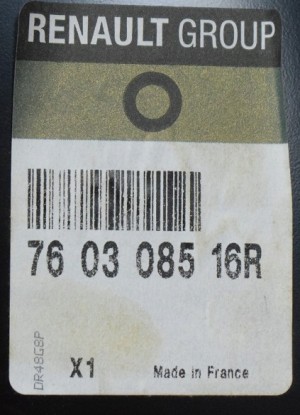 RENAULT GROUP
76 03 085 16R
DR48G8P
X1
Made in France